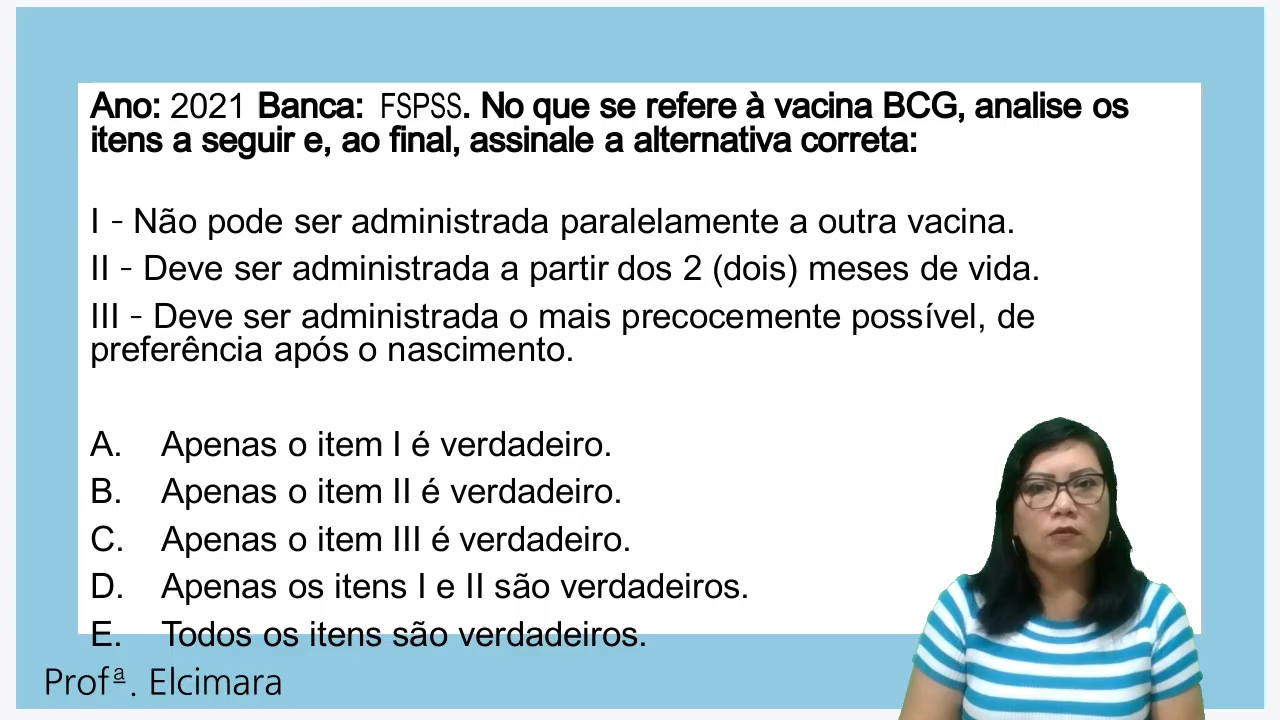 Ano: 2021 Banca: FSPSS. No que se refere à vacina BCG, analise os
itens a seguir e, ao final, assinale a alternativa correta:
I - Não pode ser administrada paralelamente a outra vacina.
II - Deve ser administrada a partir dos 2 (dois) meses de vida.
III - Deve ser administrada o mais precocemente possível, de
preferência após o nascimento.
A. Apenas o item I é verdadeiro.
B. Apenas o item II é verdadeiro.
C. Apenas o item III é verdadeiro.
D. Apenas os itens I e II são verdadeiros.
E. Todos os itens são verdadeiros.
Profª. Elcimara